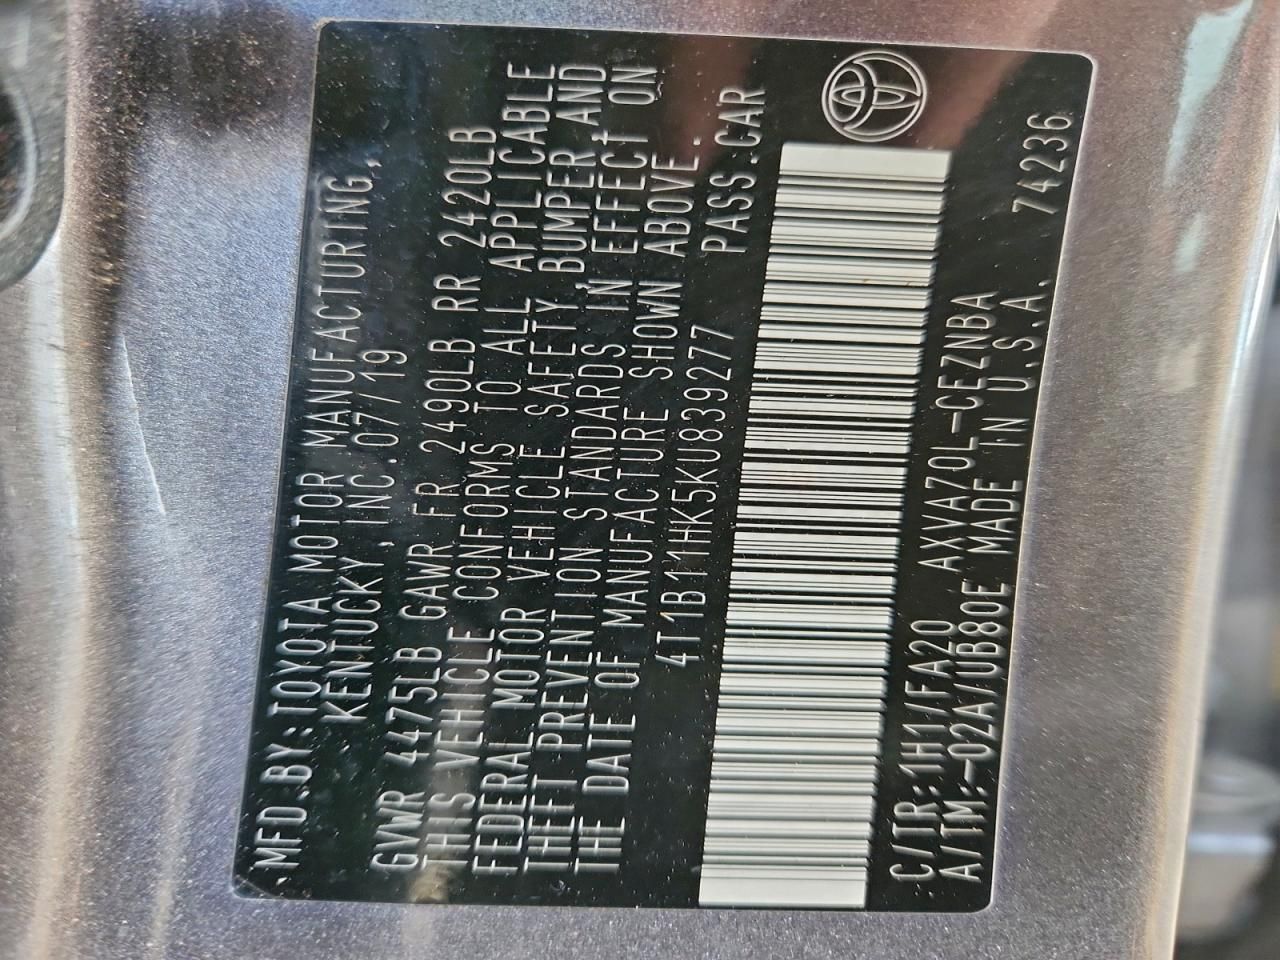 MFD.BY:TOYOTA MOTOR MANUFACTURING,
KENTUCKY,INC.07/19
GVWR 4475LB GAWR FR 2490LB RR 2420LB
THIS VEHICLE CONFORMS TO ALL APPLICABLE
FEDERAL MOTOR VEHICLE SAFETY,BUMPER,AND
THEFT PREVENTION STANDARDS IN EFFECT ON
THE DATE OF MANUFACTURE SHOWN ABOVE.
4T1B11HK5KU839277 PASS.CAR
C/TR:1H1/FA20 AXVA70L-CEZNBA
A/TM:-02A/UB80E MADE IN U.S.A. 74236